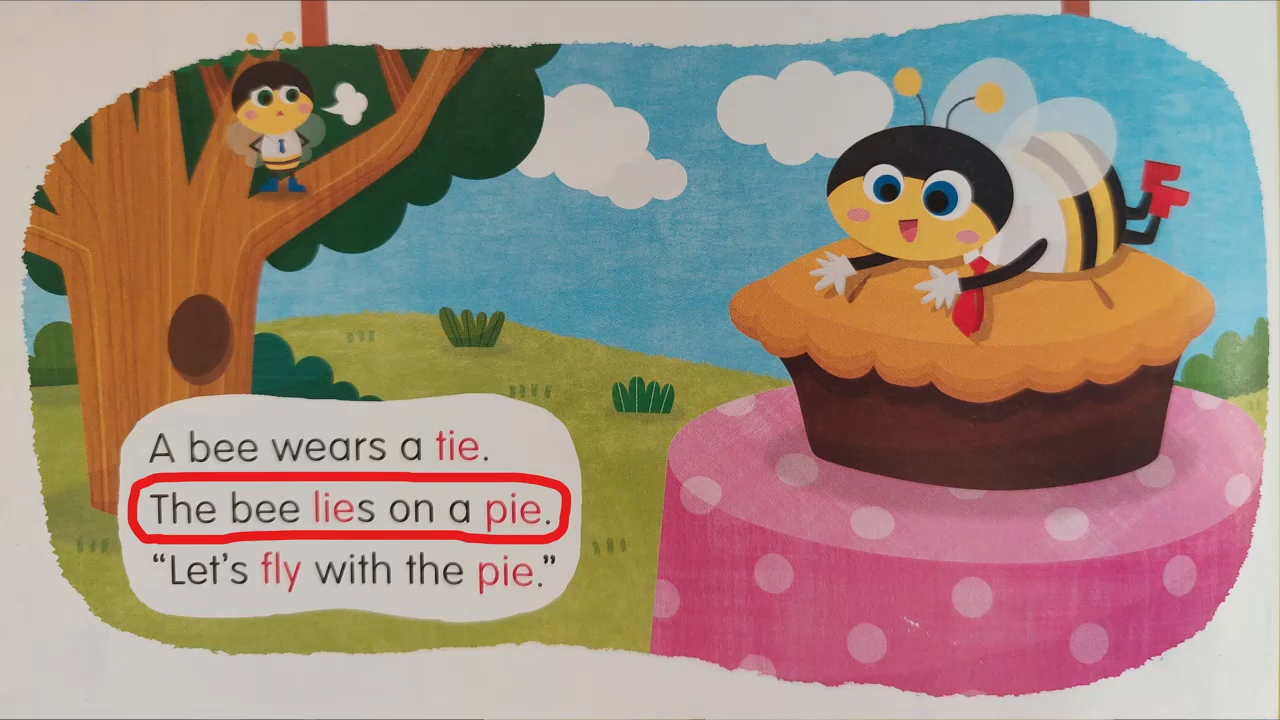 A bee wears a tie.
The bee lies on a pie.
“Let’s fly with the pie.”